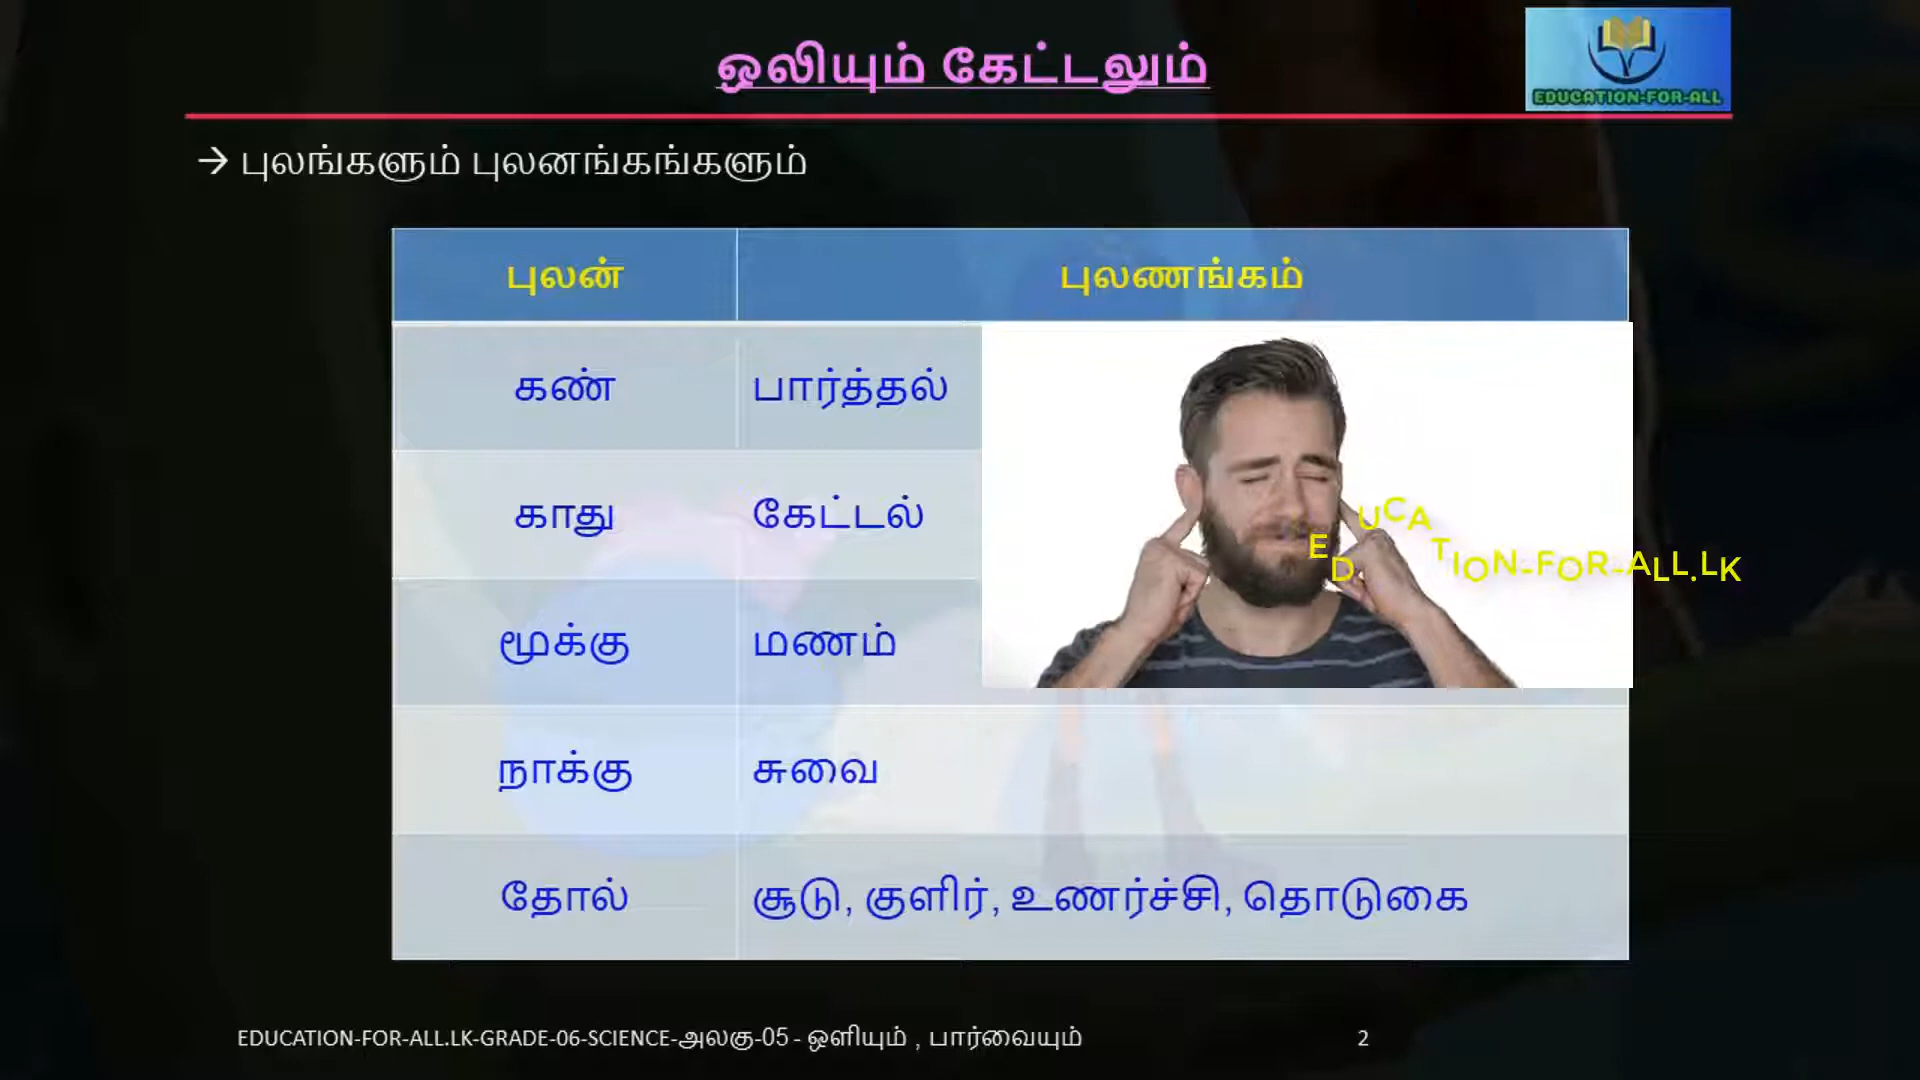 ஒலியும் கேட்டலும்
EDUCATION-FOR-ALL
→ புலங்களும் புலனங்கங்களும்
புலன் புலணங்கம்
கண் பார்த்தல்
காது கேட்டல்
EDUCATION-FOR-ALL.LK
மூக்கு மணம்
நாக்கு சுவை
தோல் சூடு, குளிர், உணர்ச்சி, தொடுகை
EDUCATION-FOR-ALL.LK-GRADE-06-SCIENCE-அலகு-05 - ஒளியும் , பார்வையும் 2